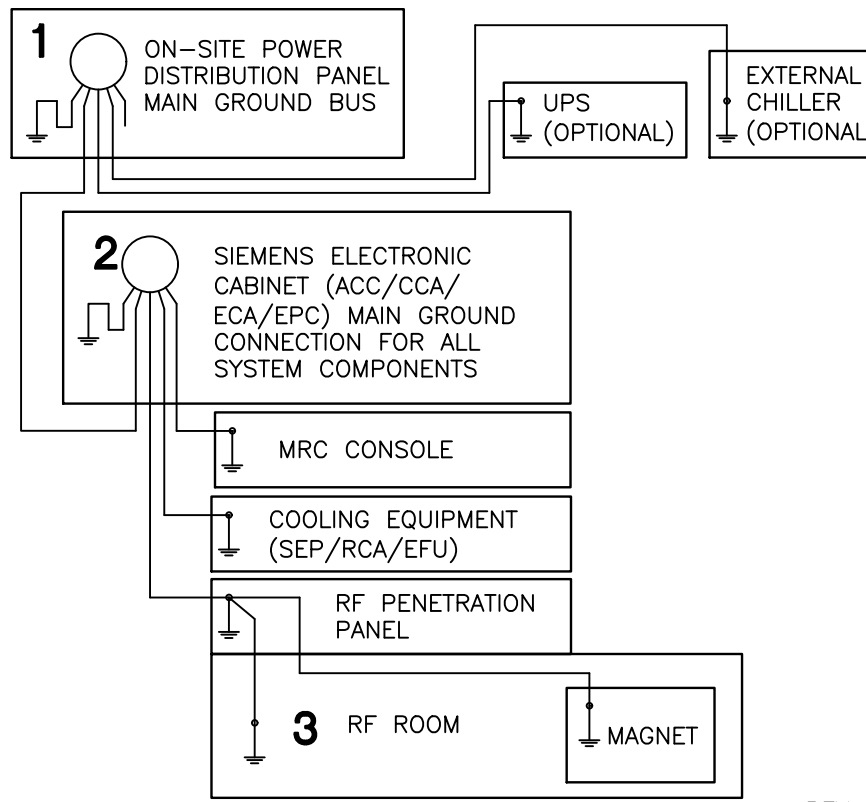 1
ON-SITE POWER
DISTRIBUTION PANEL
MAIN GROUND BUS
UPS
(OPTIONAL)
EXTERNAL
CHILLER
(OPTIONAL
2
SIEMENS ELECTRONIC
CABINET (ACC/CCA/
ECA/EPC) MAIN GROUND
CONNECTION FOR ALL
SYSTEM COMPONENTS
MRC CONSOLE
COOLING EQUIPMENT
(SEP/RCA/EFU)
RF PENETRATION
PANEL
3
RF ROOM
MAGNET